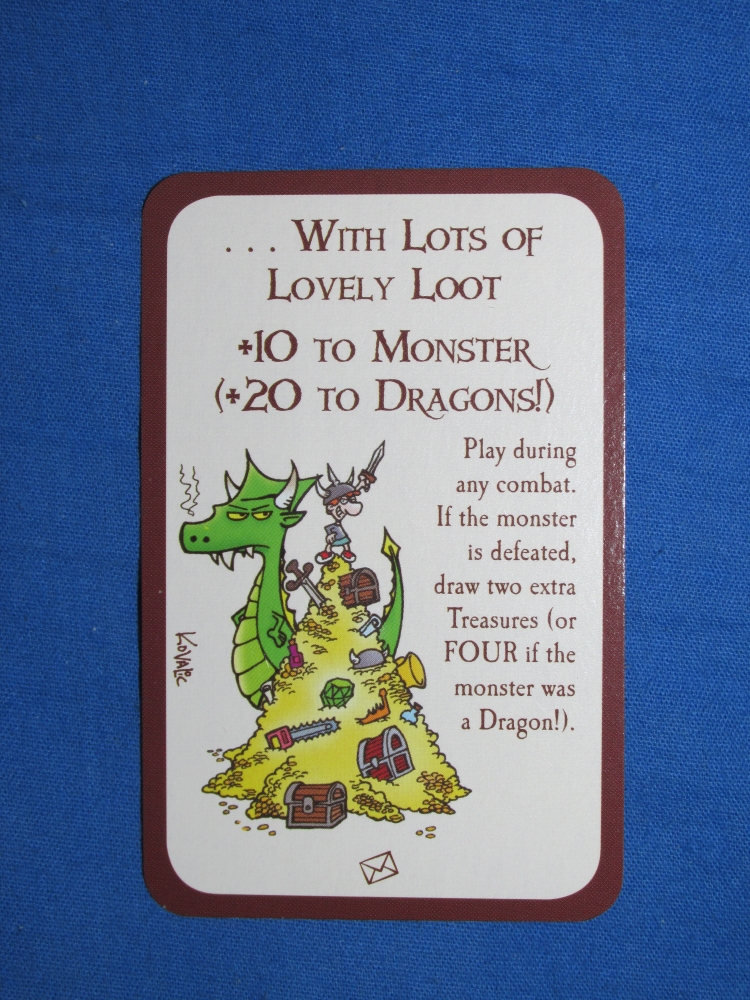 . . . With Lots of
Lovely Loot
+10 to Monster
(+20 to Dragons!)
Play during
any combat.
If the monster
is defeated,
draw two extra
Treasures (or
FOUR if the
monster was
a Dragon!).
Kovalic